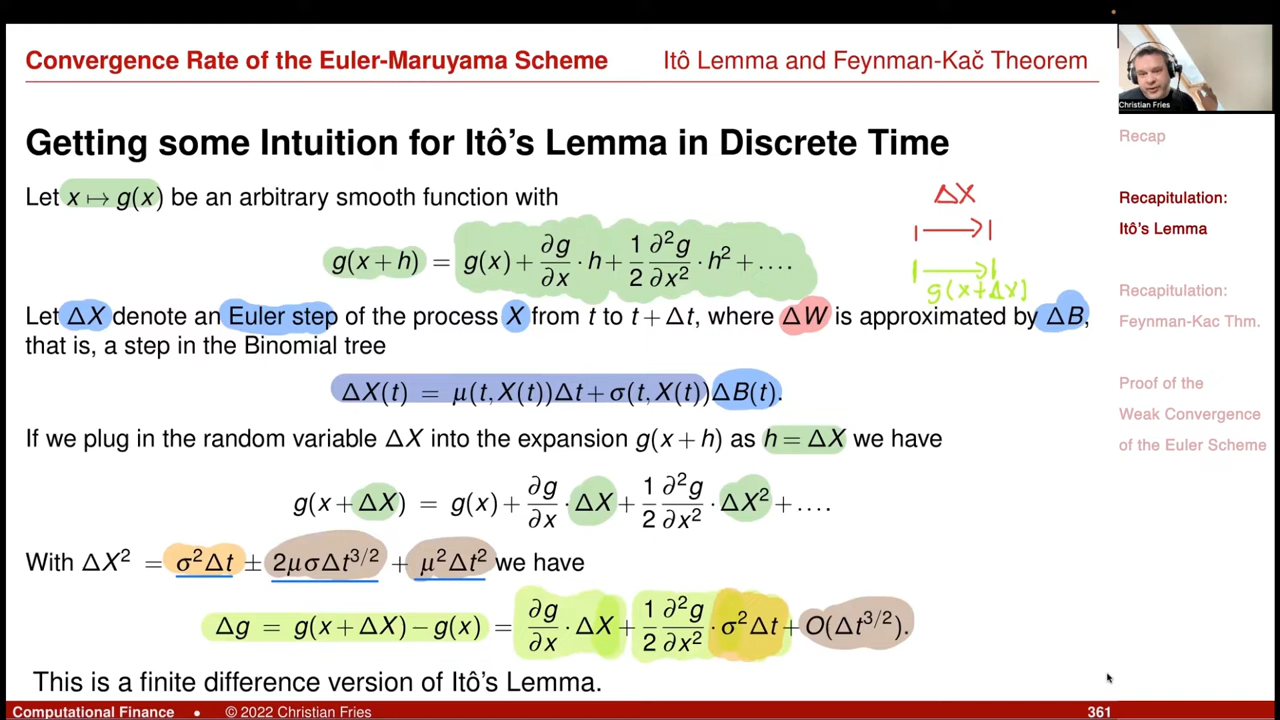 Convergence Rate of the Euler-Maruyama Scheme
Itô Lemma and Feynman-Kač Theorem
Christian Fries
Getting some Intuition for Itô's Lemma in Discrete Time
Let x ↦ g(x) be an arbitrary smooth function with
g(x + h) = g(x) + ∂g/∂x · h + 1/2 ∂²g/∂x² · h² + ....
ΔX
g(x+ΔX)
Let ΔX denote an Euler step of the process X from t to t + Δt, where ΔW is approximated by ΔB,
that is, a step in the Binomial tree
ΔX(t) = μ(t, X(t))Δt + σ(t, X(t))ΔB(t).
If we plug in the random variable ΔX into the expansion g(x + h) as h = ΔX we have
g(x + ΔX) = g(x) + ∂g/∂x · ΔX + 1/2 ∂²g/∂x² · ΔX² + ....
With ΔX² = σ²Δt ± 2μσΔt^{3/2} + μ²Δt² we have
Δg = g(x + ΔX) − g(x) = ∂g/∂x · ΔX + 1/2 ∂²g/∂x² · σ²Δt + O(Δt^{3/2}).
This is a finite difference version of Itô's Lemma.
Recap
Recapitulation:
Itô's Lemma
Recapitulation:
Feynman-Kac Thm.
Proof of the
Weak Convergence
of the Euler Scheme
Computational Finance • © 2022 Christian Fries
361